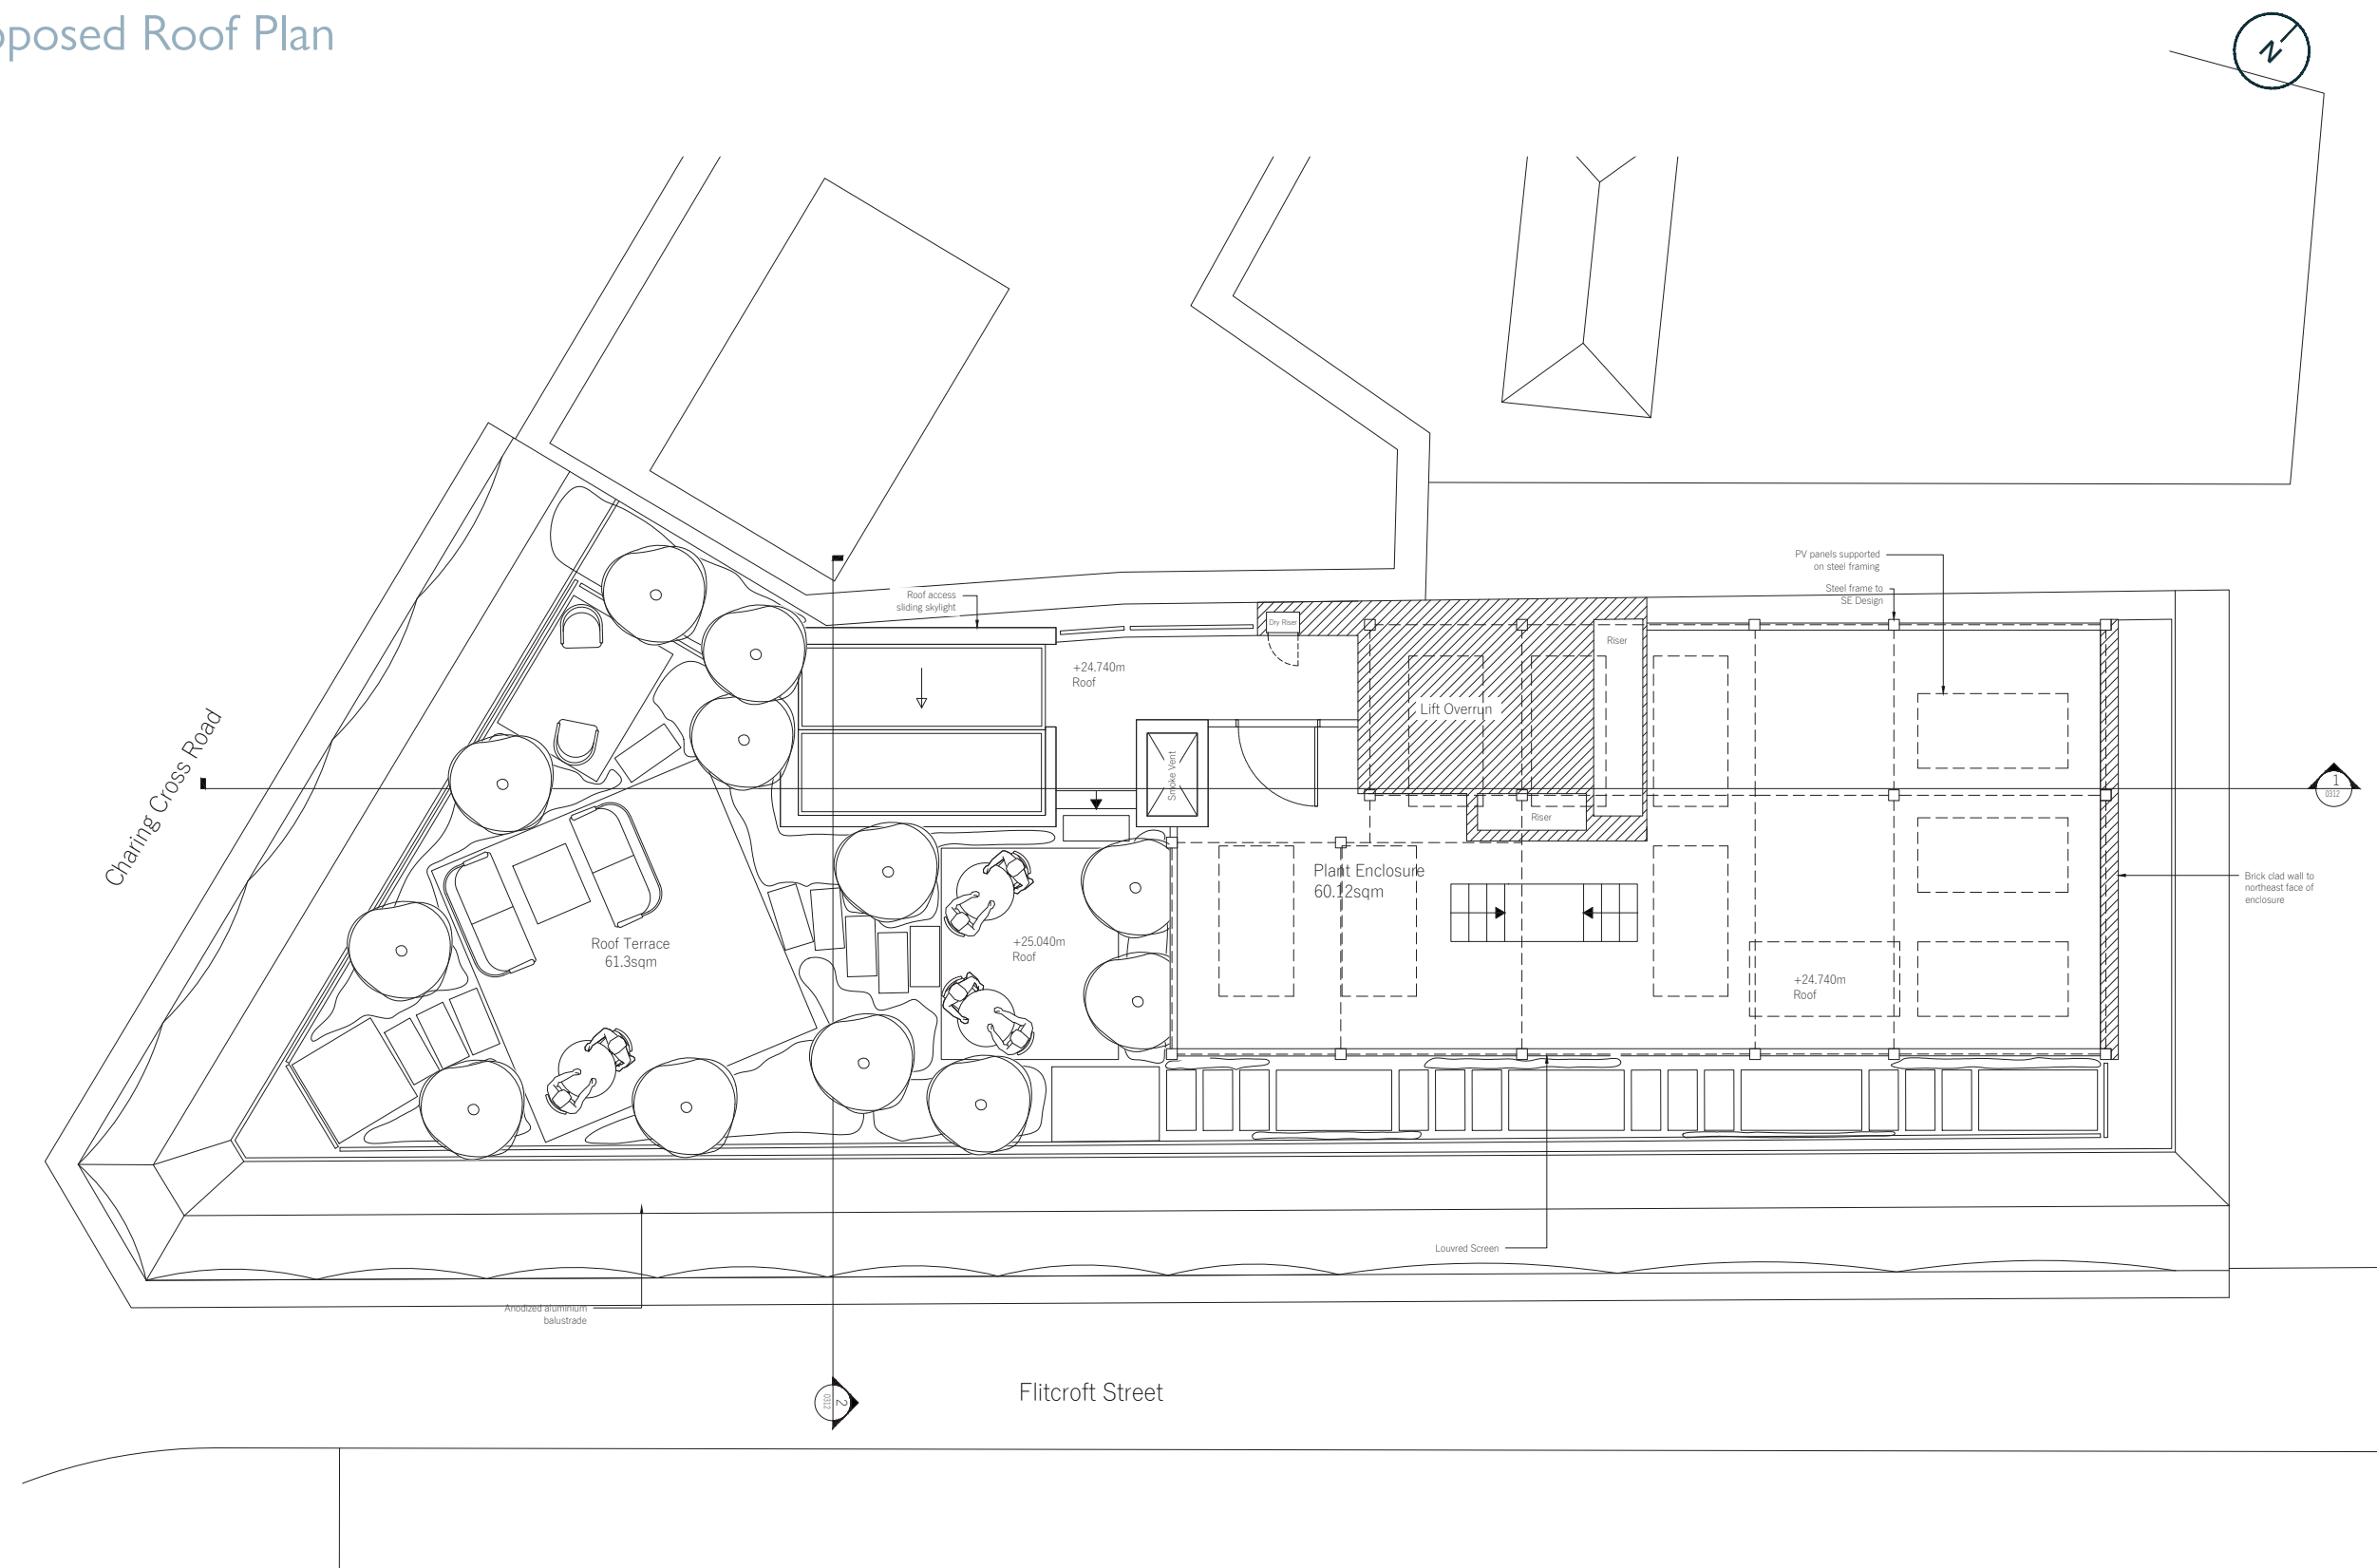 posed Roof Plan
N
PV panels supported
on steel framing
Steel frame to
SE Design
Roof access
sliding skylight
Dry Riser
Riser
+24.740m
Roof
Lift Overrun
Charing Cross Road
Smoke Vent
1
0312
Riser
Plant Enclosure
60.12sqm
Brick clad wall to
northeast face of
enclosure
Roof Terrace
61.3sqm
+25.040m
Roof
+24.740m
Roof
Louvred Screen
Anodized aluminium
balustrade
Flitcroft Street
2
0312